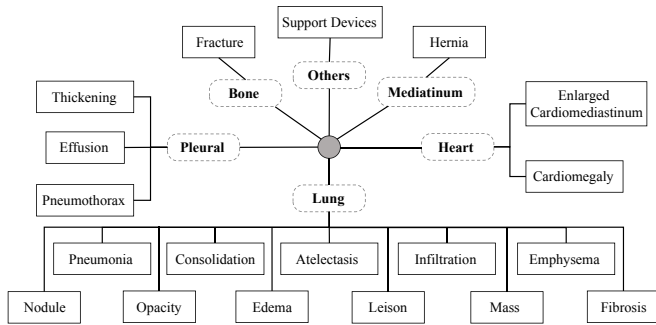 Support Devices
Fracture
Hernia
Others
Bone
Mediatinum
Thickening
Enlarged
Cardiomediastinum
Effusion
Pleural
Heart
Pneumothorax
Cardiomegaly
Lung
Pneumonia
Consolidation
Atelectasis
Infiltration
Emphysema
Nodule
Opacity
Edema
Leison
Mass
Fibrosis